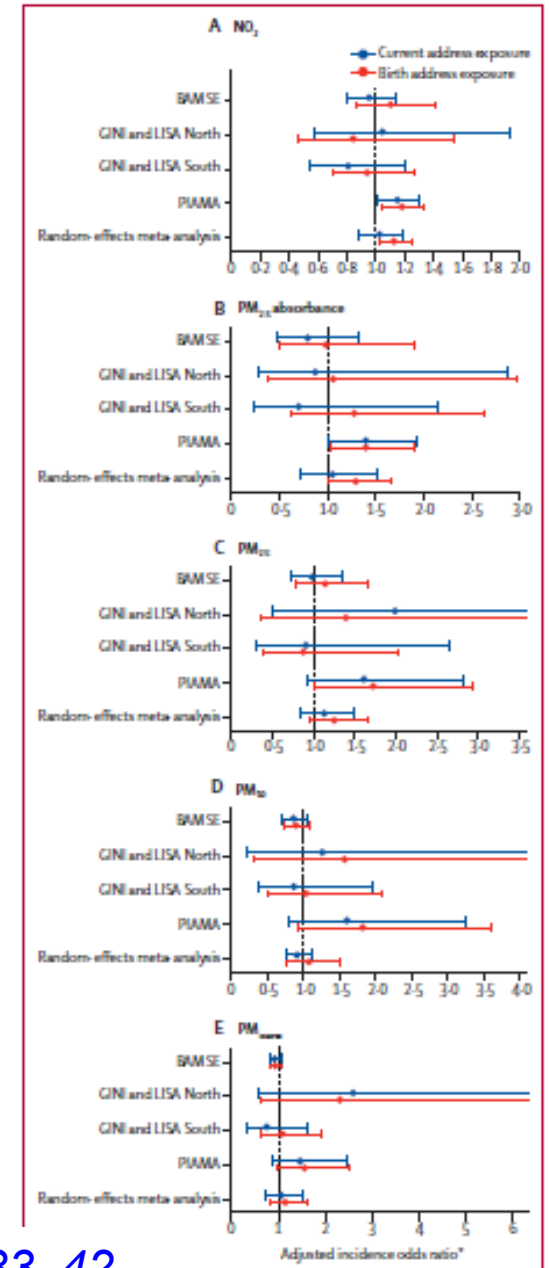 A NO₂
Current address exposure
Birth address exposure
BAMSE
GINI and LISA North
GINI and LISA South
PIAMA
Random-effects meta-analysis
0 0·2 0·4 0·6 0·8 1·0 1·2 1·4 1·6 1·8 2·0
B PM₂.₅ absorbance
BAMSE
GINI and LISA North
GINI and LISA South
PIAMA
Random-effects meta-analysis
0 0·5 1·0 1·5 2·0 2·5 3·0
C PM₂.₅
BAMSE
GINI and LISA North
GINI and LISA South
PIAMA
Random-effects meta-analysis
0 0·5 1·0 1·5 2·0 2·5 3·0 3·5
D PM₁₀
BAMSE
GINI and LISA North
GINI and LISA South
PIAMA
Random-effects meta-analysis
0 0·5 1·0 1·5 2·0 2·5 3·0 3·5 4·0
E PM
BAMSE
GINI and LISA North
GINI and LISA South
PIAMA
Random-effects meta-analysis
0 1 2 3 4 5 6
Adjusted incidence odds ratio*